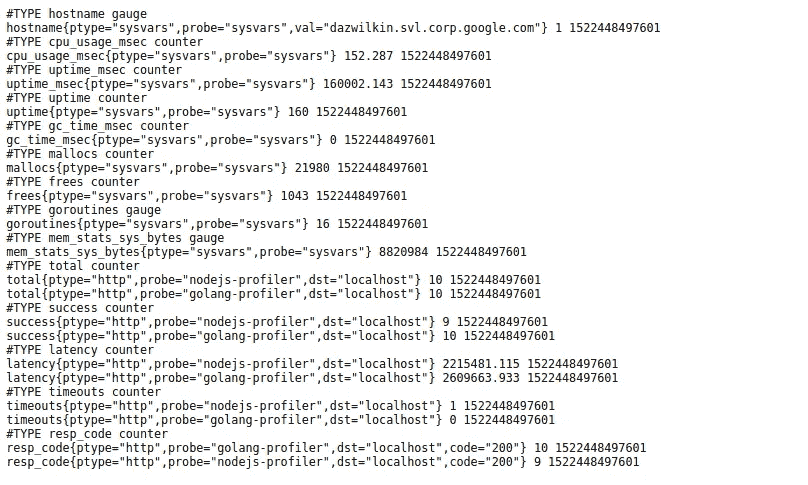 #TYPE hostname gauge
hostname{ptype="sysvars",probe="sysvars",val="dazwilkin.svl.corp.google.com"} 1 1522448497601
#TYPE cpu_usage_msec counter
cpu_usage_msec{ptype="sysvars",probe="sysvars"} 152.287 1522448497601
#TYPE uptime_msec counter
uptime_msec{ptype="sysvars",probe="sysvars"} 160002.143 1522448497601
#TYPE uptime counter
uptime{ptype="sysvars",probe="sysvars"} 160 1522448497601
#TYPE gc_time_msec counter
gc_time_msec{ptype="sysvars",probe="sysvars"} 0 1522448497601
#TYPE mallocs counter
mallocs{ptype="sysvars",probe="sysvars"} 21980 1522448497601
#TYPE frees counter
frees{ptype="sysvars",probe="sysvars"} 1043 1522448497601
#TYPE goroutines gauge
goroutines{ptype="sysvars",probe="sysvars"} 16 1522448497601
#TYPE mem_stats_sys_bytes gauge
mem_stats_sys_bytes{ptype="sysvars",probe="sysvars"} 8820984 1522448497601
#TYPE total counter
total{ptype="http",probe="nodejs-profiler",dst="localhost"} 10 1522448497601
total{ptype="http",probe="golang-profiler",dst="localhost"} 10 1522448497601
#TYPE success counter
success{ptype="http",probe="nodejs-profiler",dst="localhost"} 9 1522448497601
success{ptype="http",probe="golang-profiler",dst="localhost"} 10 1522448497601
#TYPE latency counter
latency{ptype="http",probe="nodejs-profiler",dst="localhost"} 2215481.115 1522448497601
latency{ptype="http",probe="golang-profiler",dst="localhost"} 2609663.933 1522448497601
#TYPE timeouts counter
timeouts{ptype="http",probe="nodejs-profiler",dst="localhost"} 1 1522448497601
timeouts{ptype="http",probe="golang-profiler",dst="localhost"} 0 1522448497601
#TYPE resp_code counter
resp_code{ptype="http",probe="golang-profiler",dst="localhost",code="200"} 10 1522448497601
resp_code{ptype="http",probe="nodejs-profiler",dst="localhost",code="200"} 9 1522448497601